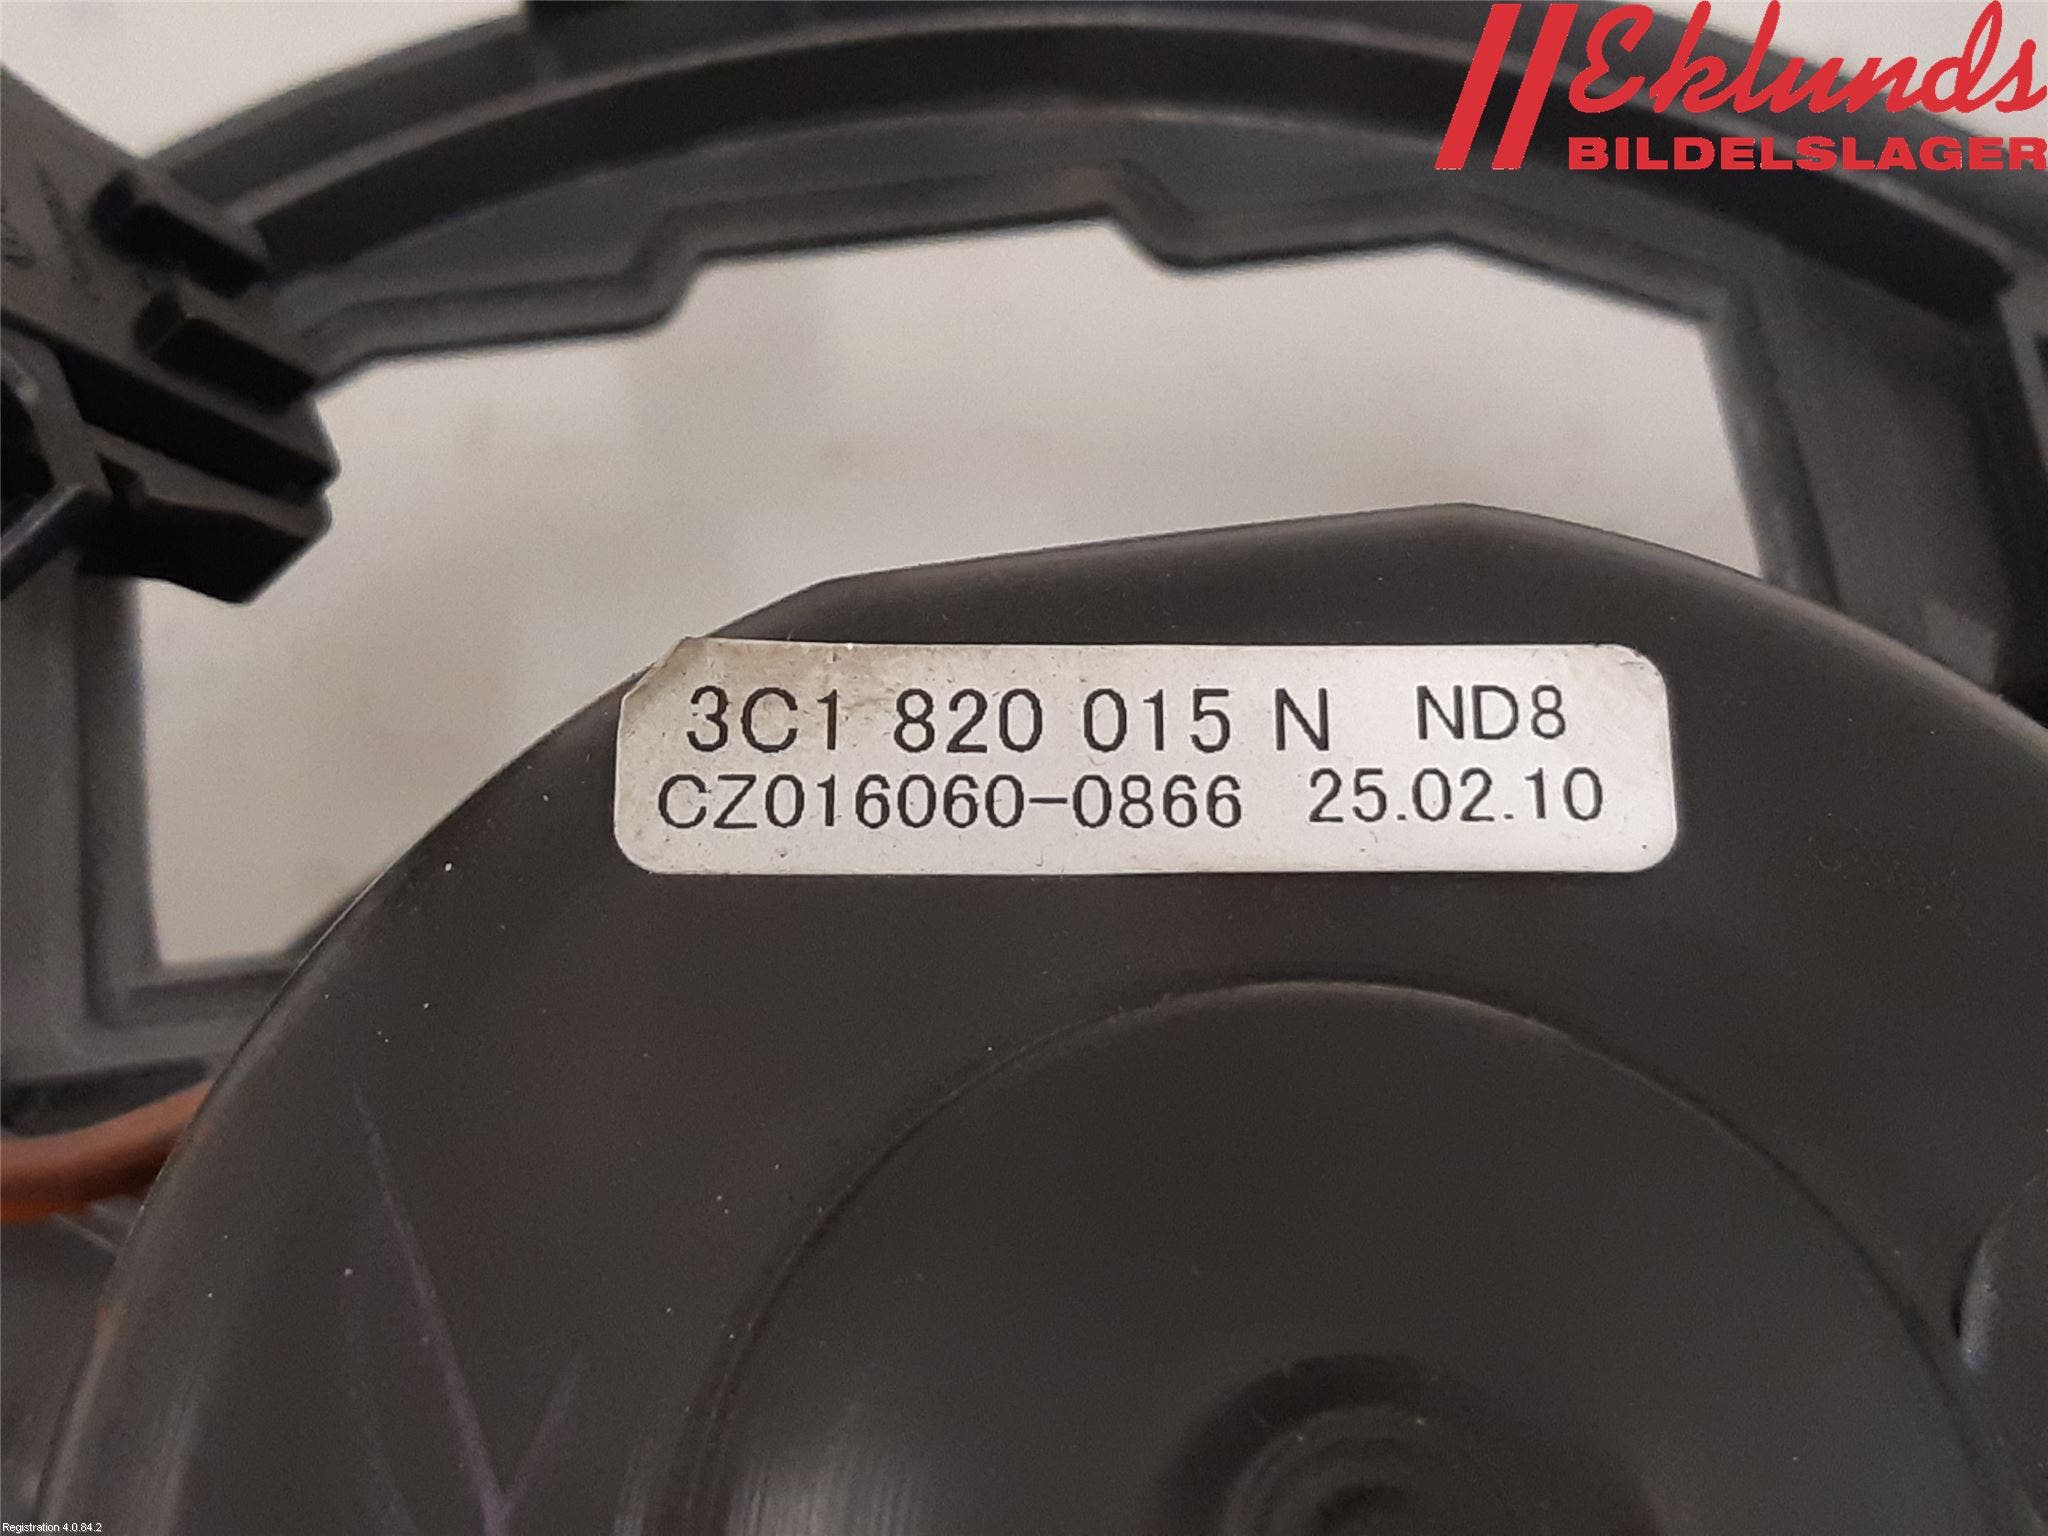 Eklunds
BILDELSLAGER
3C1 820 015 N ND8
CZ016060-0866 25.02.10
Registration 4.0.84.2